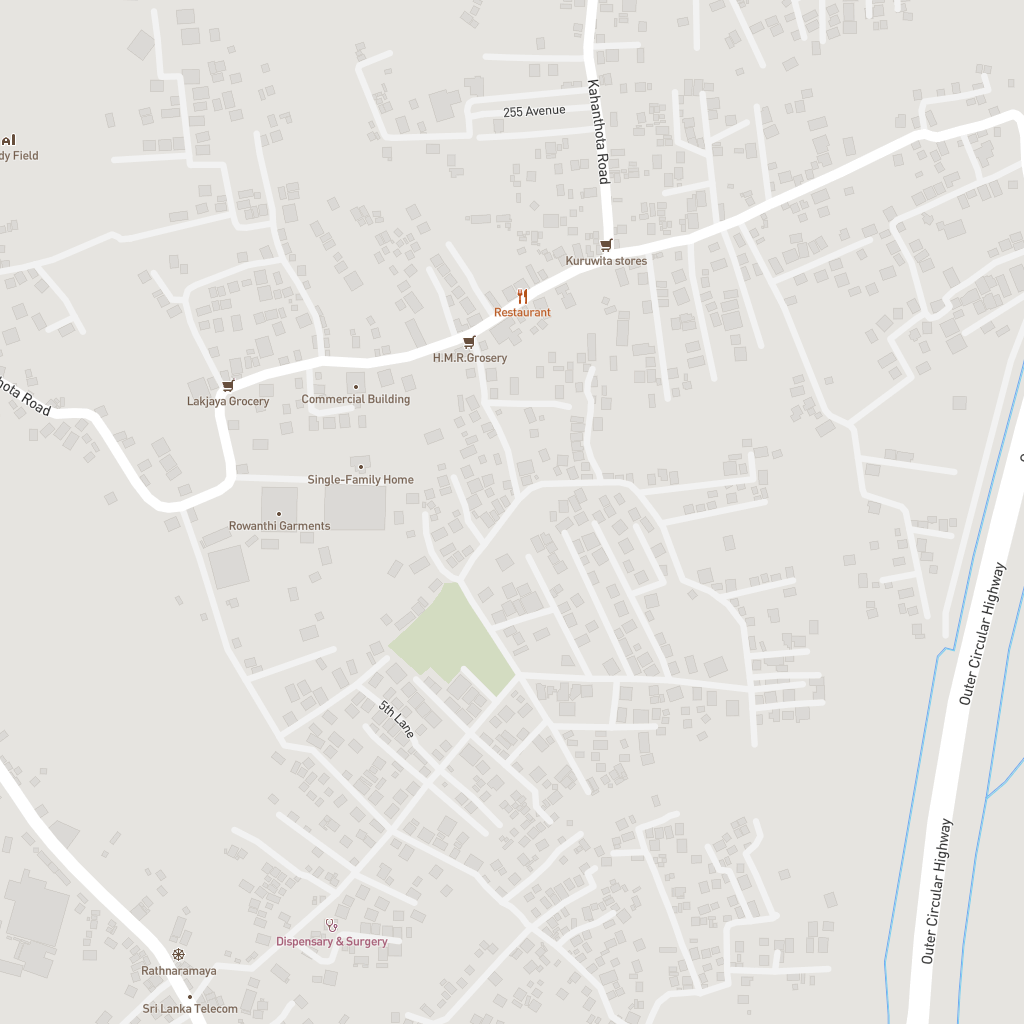 255 Avenue
Kahanthota Road
dy Field
Kuruwita stores
Restaurant
H.M.R.Grosery
Lakjaya Grocery
Commercial Building
hota Road
Single-Family Home
Rowanthi Garments
Outer Circular Highway
5th Lane
Outer Circular Highway
Dispensary & Surgery
Rathnaramaya
Sri Lanka Telecom